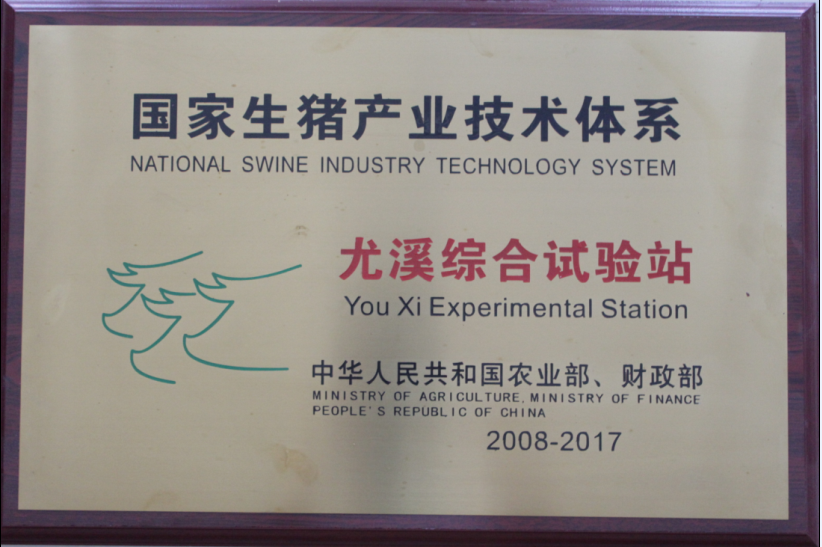 国家生猪产业技术体系
NATIONAL SWINE INDUSTRY TECHNOLOGY SYSTEM
尤溪综合试验站
You Xi Experimental Station
中华人民共和国农业部、财政部
MINISTRY OF AGRICULTURE, MINISTRY OF FINANCE
PEOPLE'S REPUBLIC OF CHINA
2008-2017